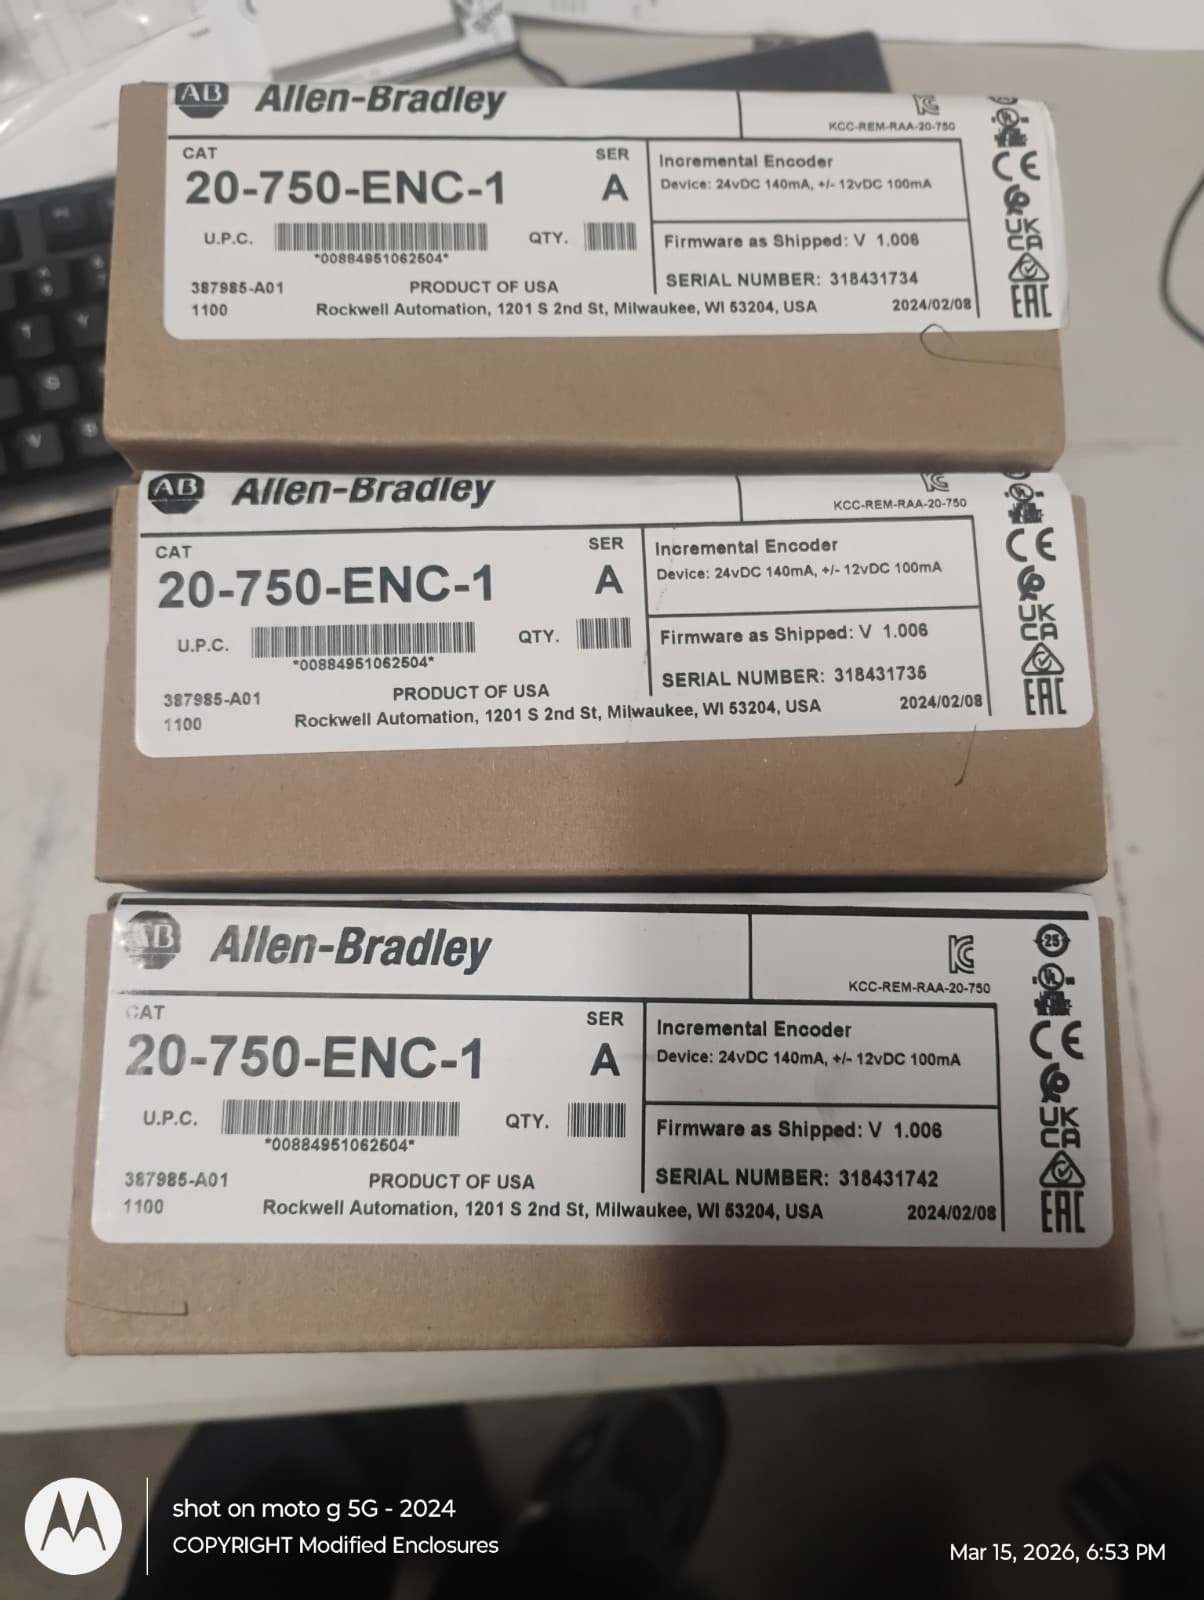 AB Allen-Bradley
KCC-REM-RAA-20-750
CAT
SER
20-750-ENC-1
A
Incremental Encoder
Device: 24vDC 140mA, +/- 12vDC 100mA
U.P.C.
QTY.
*00884951062504*
Firmware as Shipped: V 1.006
SERIAL NUMBER: 318431734
387985-A01
PRODUCT OF USA
1100
Rockwell Automation, 1201 S 2nd St, Milwaukee, WI 53204, USA
2024/02/08
CE
UK
CA
EAC
AB Allen-Bradley
KCC-REM-RAA-20-750
CAT
SER
20-750-ENC-1
A
Incremental Encoder
Device: 24vDC 140mA, +/- 12vDC 100mA
U.P.C.
QTY.
*00884951062504*
Firmware as Shipped: V 1.006
SERIAL NUMBER: 318431735
387985-A01
PRODUCT OF USA
1100
Rockwell Automation, 1201 S 2nd St, Milwaukee, WI 53204, USA
2024/02/08
CE
UK
CA
EAC
AB Allen-Bradley
KCC-REM-RAA-20-750
25
CAT
SER
20-750-ENC-1
A
Incremental Encoder
Device: 24vDC 140mA, +/- 12vDC 100mA
U.P.C.
QTY.
*00884951062504*
Firmware as Shipped: V 1.006
SERIAL NUMBER: 318431742
387985-A01
PRODUCT OF USA
1100
Rockwell Automation, 1201 S 2nd St, Milwaukee, WI 53204, USA
2024/02/08
CE
UK
CA
EAC
shot on moto g 5G - 2024
COPYRIGHT Modified Enclosures
Mar 15, 2026, 6:53 PM